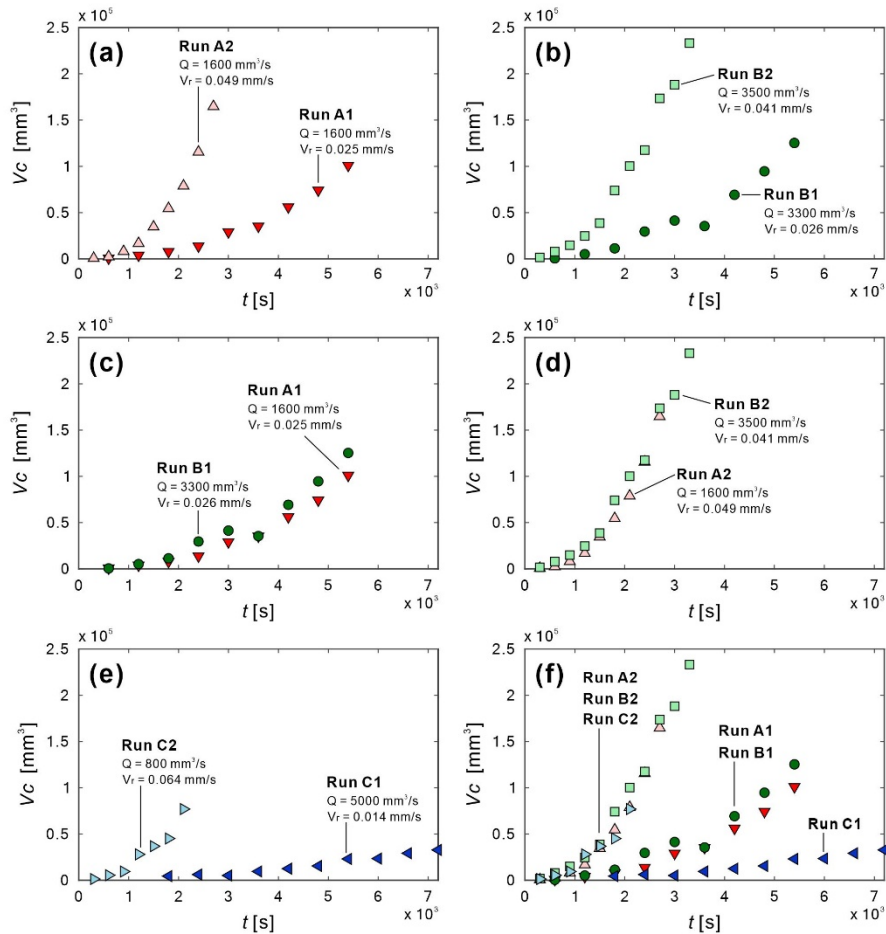 x 10⁵
(a)
Run A2
Q = 1600 mm³/s
Vᵣ = 0.049 mm/s
Run A1
Q = 1600 mm³/s
Vᵣ = 0.025 mm/s
Vc [mm³]
2.5
2
1.5
1
0.5
0
0 1 2 3 4 5 6 7
t [s]
x 10³
x 10⁵
(b)
Run B2
Q = 3500 mm³/s
Vᵣ = 0.041 mm/s
Run B1
Q = 3300 mm³/s
Vᵣ = 0.026 mm/s
Vc [mm³]
2.5
2
1.5
1
0.5
0
0 1 2 3 4 5 6 7
t [s]
x 10³
x 10⁵
(c)
Run A1
Q = 1600 mm³/s
Vᵣ = 0.025 mm/s
Run B1
Q = 3300 mm³/s
Vᵣ = 0.026 mm/s
Vc [mm³]
2.5
2
1.5
1
0.5
0
0 1 2 3 4 5 6 7
t [s]
x 10³
x 10⁵
(d)
Run B2
Q = 3500 mm³/s
Vᵣ = 0.041 mm/s
Run A2
Q = 1600 mm³/s
Vᵣ = 0.049 mm/s
Vc [mm³]
2.5
2
1.5
1
0.5
0
0 1 2 3 4 5 6 7
t [s]
x 10³
x 10⁵
(e)
Run C2
Q = 800 mm³/s
Vᵣ = 0.064 mm/s
Run C1
Q = 5000 mm³/s
Vᵣ = 0.014 mm/s
Vc [mm³]
2.5
2
1.5
1
0.5
0
0 1 2 3 4 5 6 7
t [s]
x 10³
x 10⁵
(f)
Run A2
Run B2
Run C2
Run A1
Run B1
Run C1
Vc [mm³]
2.5
2
1.5
1
0.5
0
0 1 2 3 4 5 6 7
t [s]
x 10³